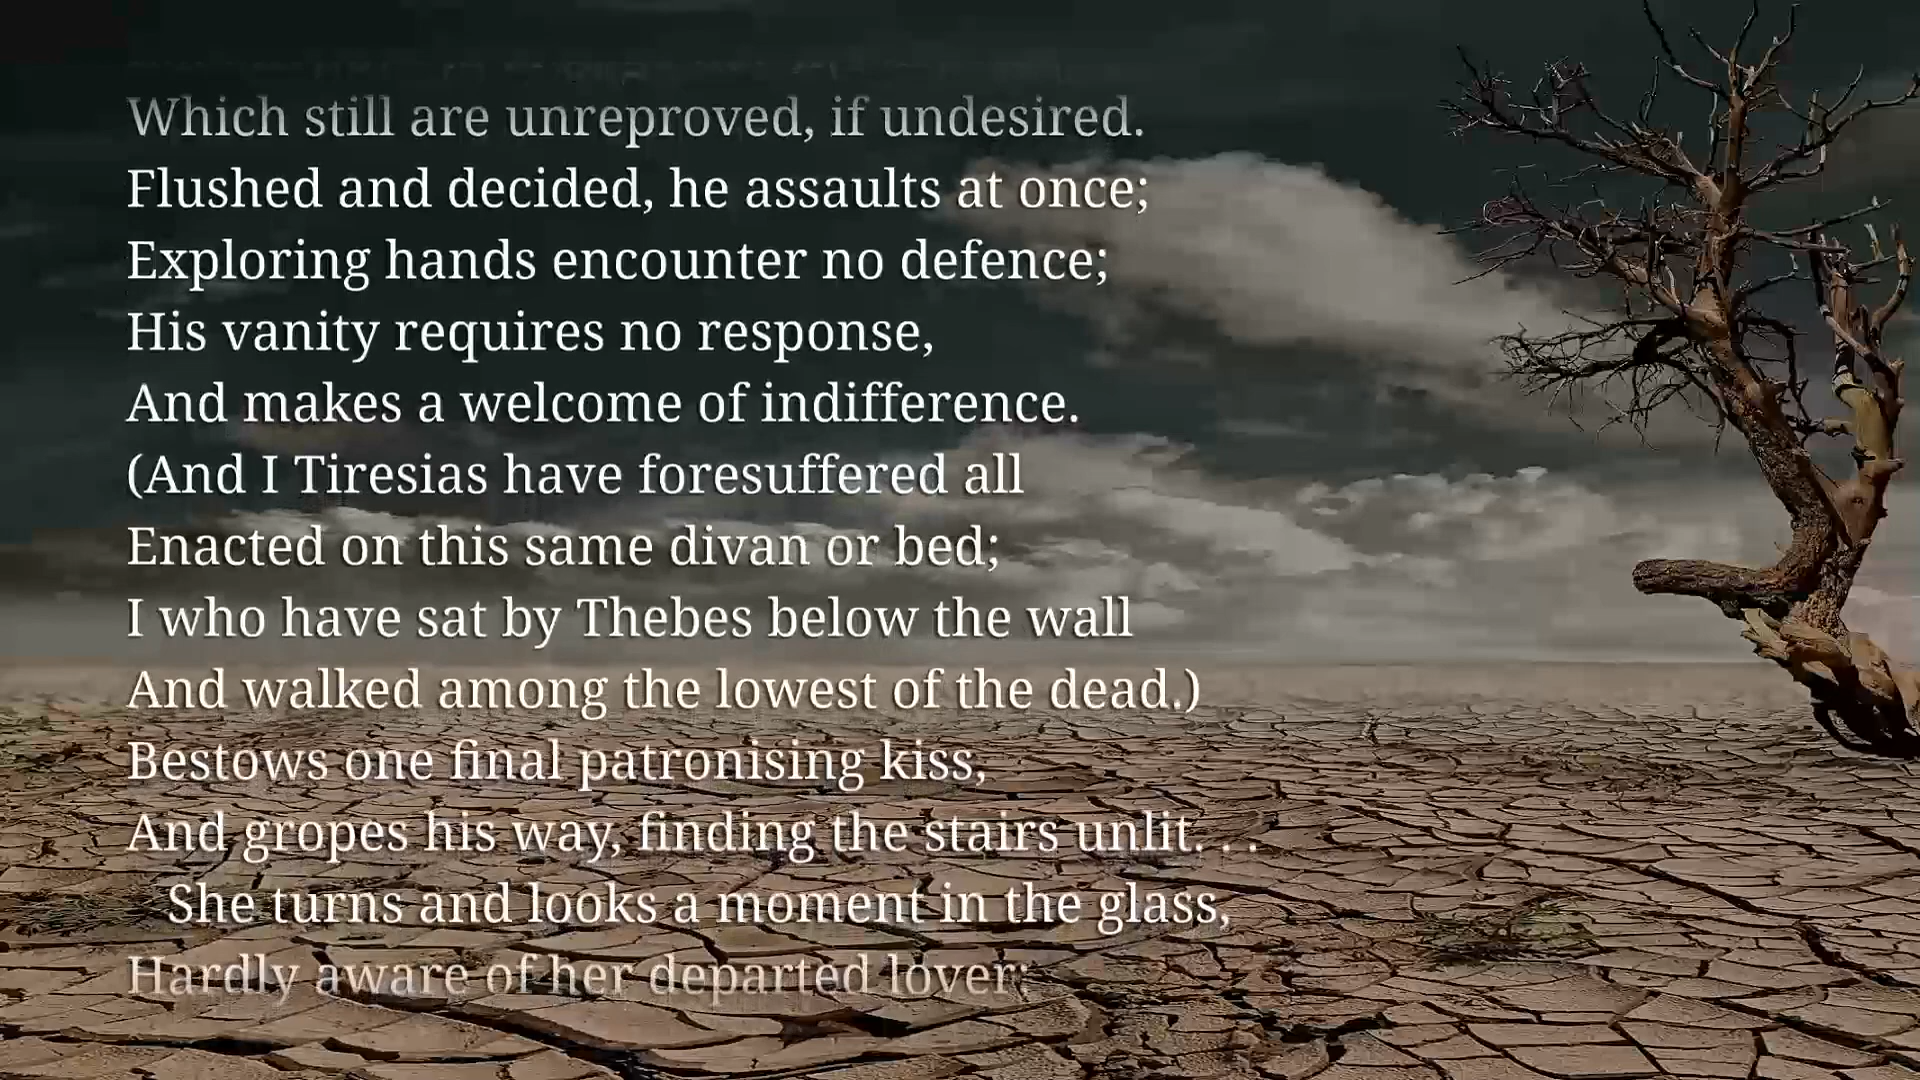 Which still are unreproved, if undesired.
Flushed and decided, he assaults at once;
Exploring hands encounter no defence;
His vanity requires no response,
And makes a welcome of indifference.
(And I Tiresias have foresuffered all
Enacted on this same divan or bed;
I who have sat by Thebes below the wall
And walked among the lowest of the dead.)
Bestows one final patronising kiss,
And gropes his way, finding the stairs unlit. . .
She turns and looks a moment in the glass,
Hardly aware of her departed lover;